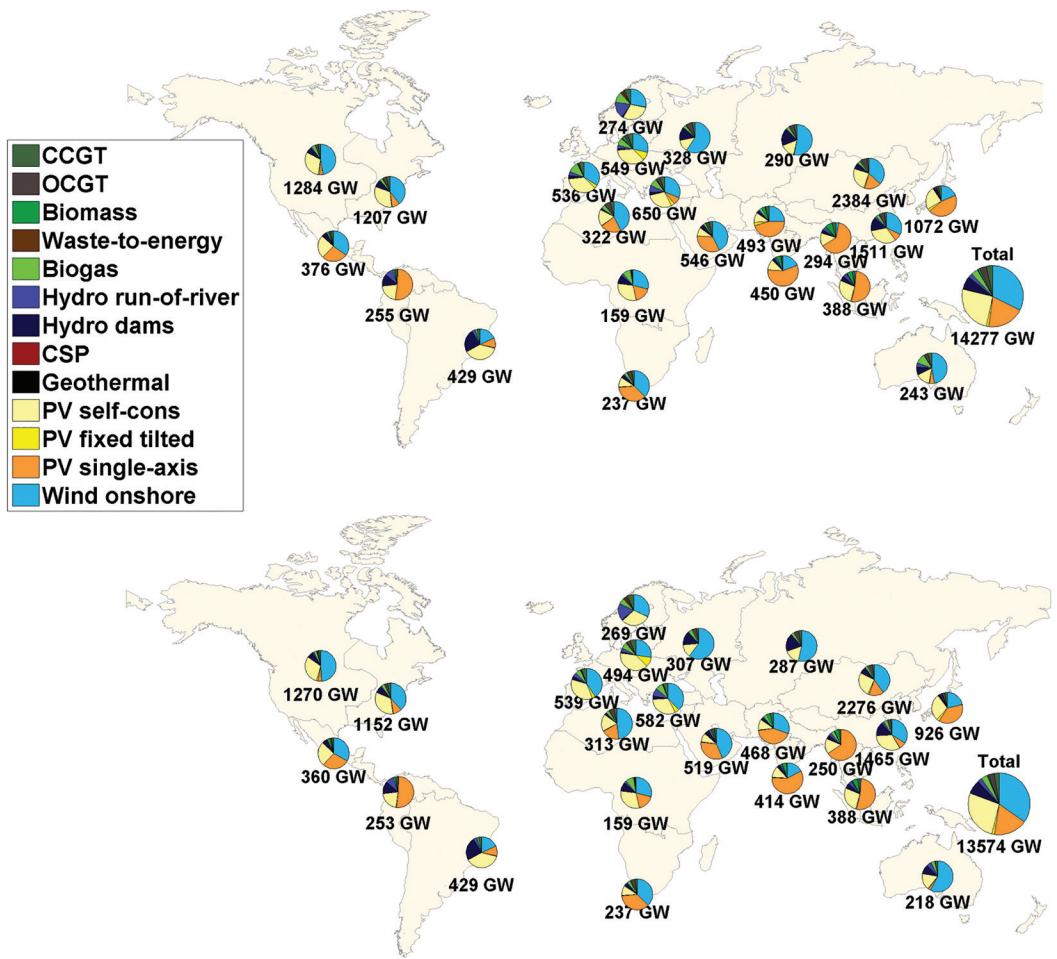 CCGT
OCGT
Biomass
Waste-to-energy
Biogas
Hydro run-of-river
Hydro dams
CSP
Geothermal
PV self-cons
PV fixed tilted
PV single-axis
Wind onshore
274 GW
328 GW
290 GW
549 GW
1284 GW
536 GW
2384 GW
1207 GW
650 GW
1072 GW
322 GW
493 GW
1511 GW
376 GW
546 GW
294 GW
Total
450 GW
255 GW
159 GW
388 GW
14277 GW
429 GW
237 GW
243 GW
269 GW
307 GW
287 GW
494 GW
1270 GW
539 GW
2276 GW
1152 GW
582 GW
926 GW
313 GW
468 GW
1465 GW
360 GW
519 GW
250 GW
Total
414 GW
253 GW
159 GW
388 GW
13574 GW
429 GW
237 GW
218 GW